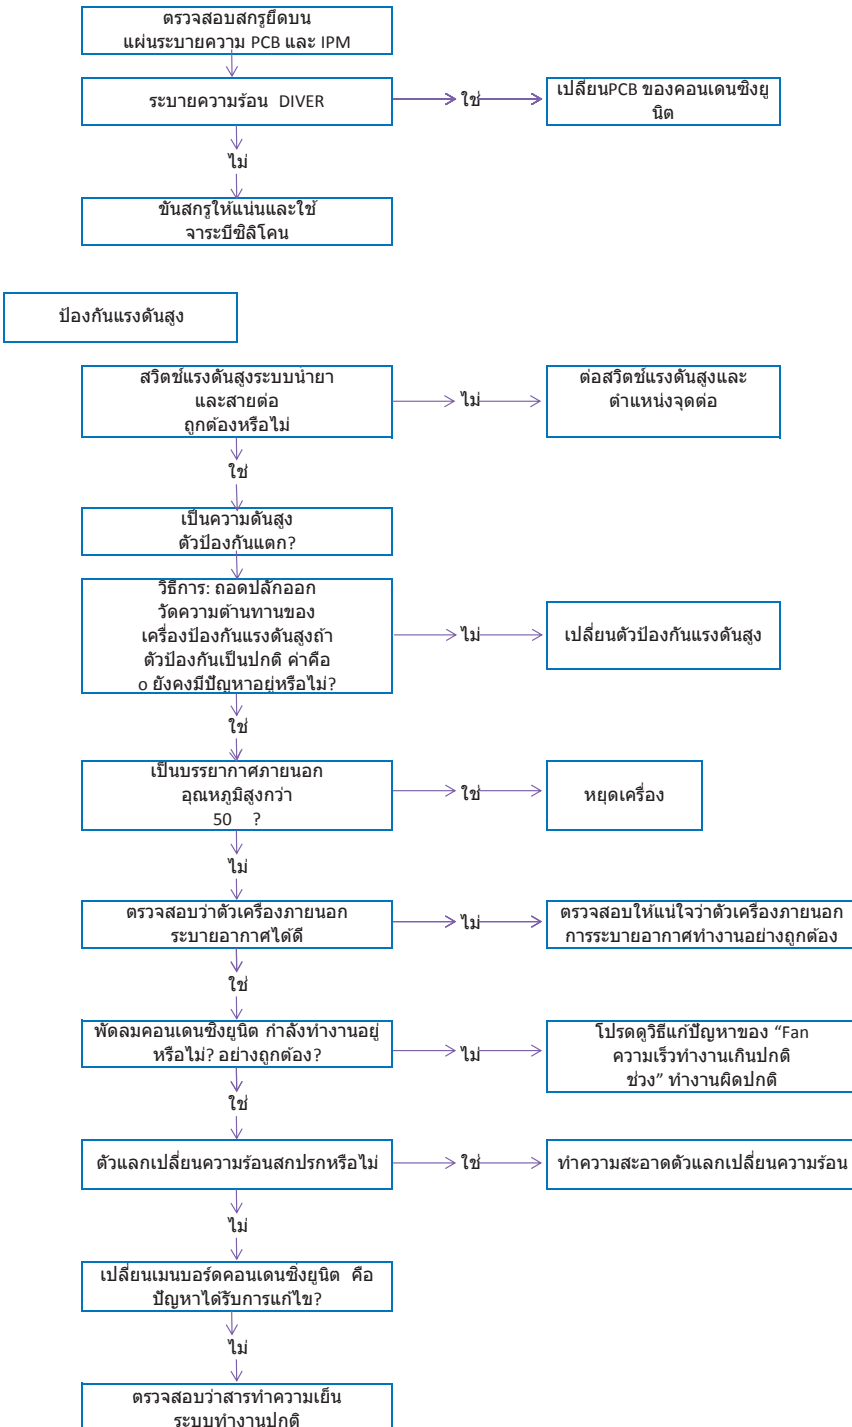 ตรวจสอบสกรูยึดบน
แผ่นระบายความ PCB และ IPM
ระบายความร้อน DIVER
ใช่
เปลี่ยนPCB ของคอนเดนซิ่งยู
นิต
ไม่
ขันสกรูให้แน่นและใช้
จาระบีซิลิโคน
ป้องกันแรงดันสูง
สวิตช์แรงดันสูงระบบน้ำยา
และสายต่อ
ถูกต้องหรือไม่
ไม่
ต่อสวิตช์แรงดันสูงและ
ตำแหน่งจุดต่อ
ใช่
เป็นความดันสูง
ตัวป้องกันแตก?
วิธีการ: ถอดปลั๊กออก
วัดความต้านทานของ
เครื่องป้องกันแรงดันสูงถ้า
ตัวป้องกันเป็นปกติ ค่าคือ
0 ยังคงมีปัญหาอยู่หรือไม่?
ไม่
เปลี่ยนตัวป้องกันแรงดันสูง
ใช่
เป็นบรรยากาศภายนอก
อุณหภูมิสูงกว่า
50 ?
ใช่
หยุดเครื่อง
ไม่
ตรวจสอบว่าตัวเครื่องภายนอก
ระบายอากาศได้ดี
ไม่
ตรวจสอบให้แน่ใจว่าตัวเครื่องภายนอก
การระบายอากาศทำงานอย่างถูกต้อง
ใช่
พัดลมคอนเดนซิ่งยูนิต กำลังทำงานอยู่
หรือไม่? อย่างถูกต้อง?
ไม่
โปรดดูวิธีแก้ปัญหาของ “Fan
ความเร็วทำงานเกินปกติ
ช่วง” ทำงานผิดปกติ
ใช่
ตัวแลกเปลี่ยนความร้อนสกปรกหรือไม่
ใช่
ทำความสะอาดตัวแลกเปลี่ยนความร้อน
ไม่
เปลี่ยนเมนบอร์ดคอนเดนซิ่งยูนิต คือ
ปัญหาได้รับการแก้ไข?
ไม่
ตรวจสอบว่าสารทำความเย็น
ระบบทำงานปกติ